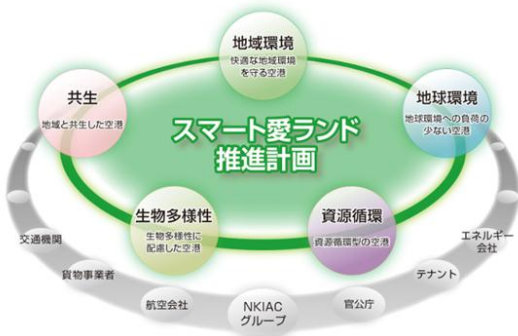 地域環境
快適な地域環境
を守る空港
共生
地域と共生した空港
地球環境
地球環境への負荷の
少ない空港
スマート愛ランド
推進計画
生物多様性
生物多様性に
配慮した空港
資源循環
資源循環型の空港
交通機関
貨物事業者
航空会社
NKIAC
グループ
官公庁
テナント
エネルギー
会社